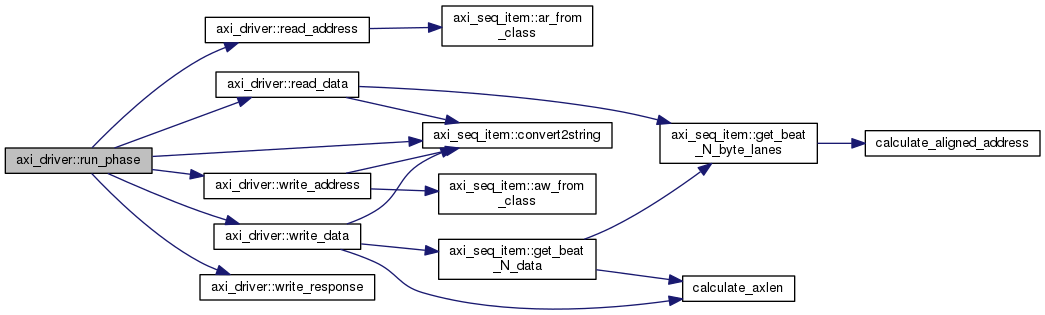 axi_driver::run_phase
axi_driver::read_address
axi_driver::read_data
axi_driver::write_address
axi_driver::write_data
axi_driver::write_response
axi_seq_item::ar_from
_class
axi_seq_item::convert2string
axi_seq_item::aw_from
_class
axi_seq_item::get_beat
_N_data
axi_seq_item::get_beat
_N_byte_lanes
calculate_axlen
calculate_aligned_address